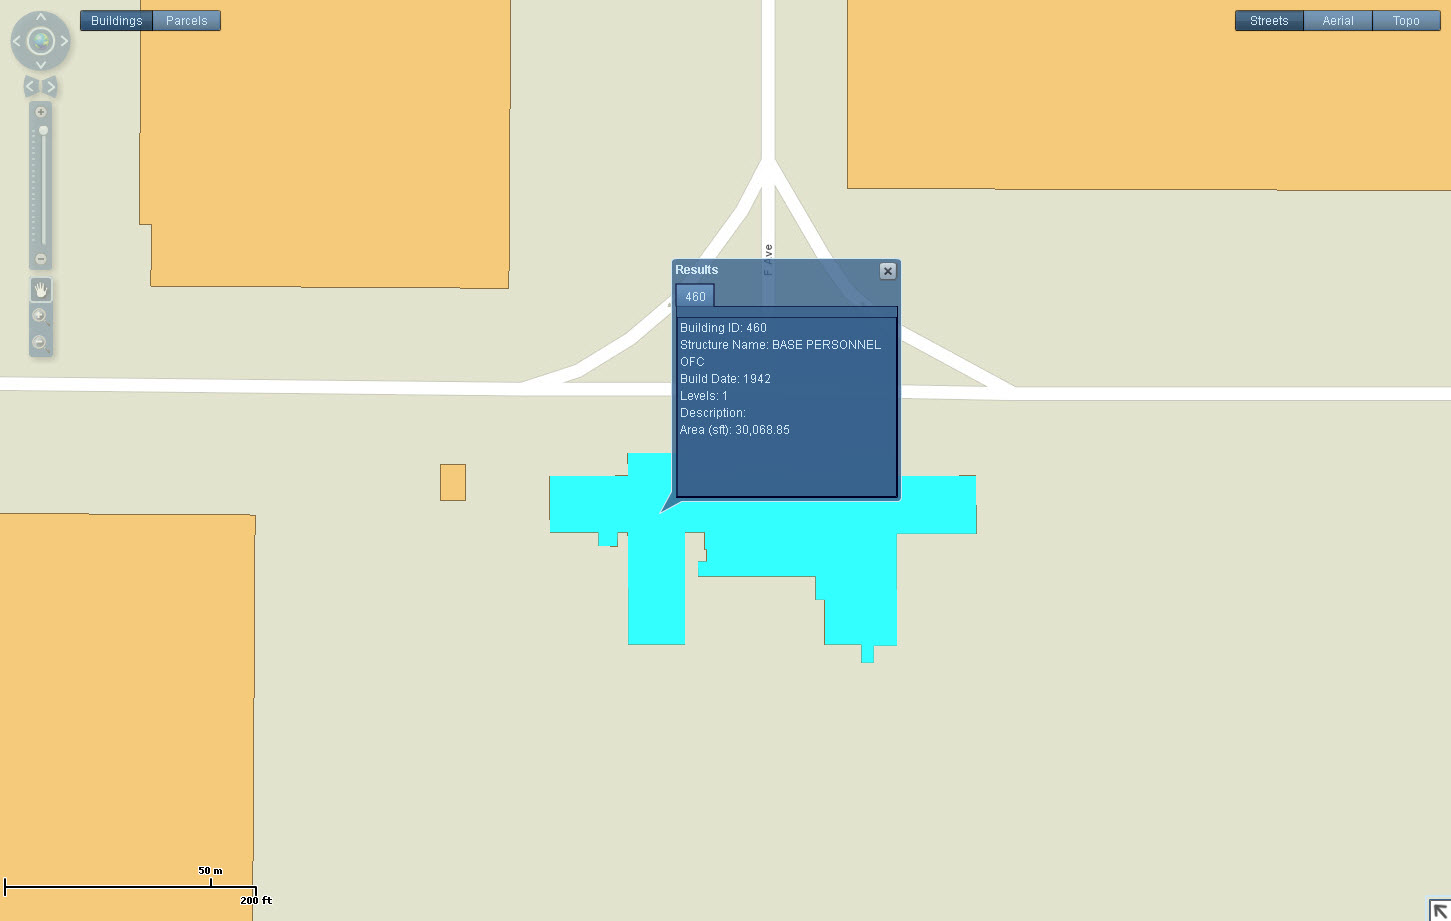 Buildings Parcels
Streets Aerial Topo
F Ave
Results
460
Building ID: 460
Structure Name: BASE PERSONNEL
OFC
Build Date: 1942
Levels: 1
Description:
Area (sft): 30,068.85
50 m
200 ft